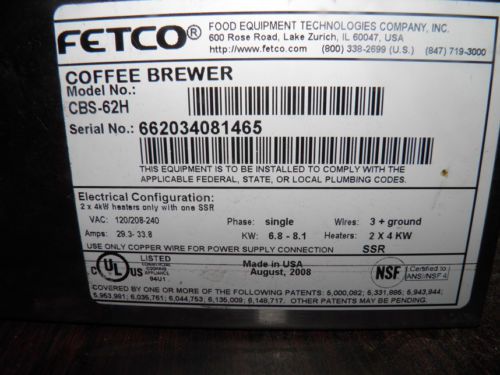 FETCO®
FOOD EQUIPMENT TECHNOLOGIES COMPANY, INC.
600 Rose Road, Lake Zurich, IL 60047, USA
http://www.fetco.com (800) 338-2699 (U.S.) (847) 719-3000
COFFEE BREWER
Model No.:
CBS-62H
Serial No.: 662034081465
THIS EQUIPMENT IS TO BE INSTALLED TO COMPLY WITH THE
APPLICABLE FEDERAL, STATE, OR LOCAL PLUMBING CODES.
Electrical Configuration:
2 x 4kW heaters only with one SSR
VAC: 120/208-240 Phase: single Wires: 3 + ground
Amps: 29.3- 33.8 KW: 6.8 - 8.1 Heaters: 2 X 4 KW
USE ONLY COPPER WIRE FOR POWER SUPPLY CONNECTION SSR
C UL US LISTED
COMMERCIAL
COOKING
APPLIANCE
94U1
Made in USA
August, 2008
NSF Certified to
ANSI/NSF 4
COVERED BY ONE OR MORE OF THE FOLLOWING PATENTS: 5,000,082; 5,331,885; 5,943,944;
5,953,981; 6,035,761; 6,044,753; 6,135,009; 6,148,717. OTHER PATENTS MAY BE PENDING.